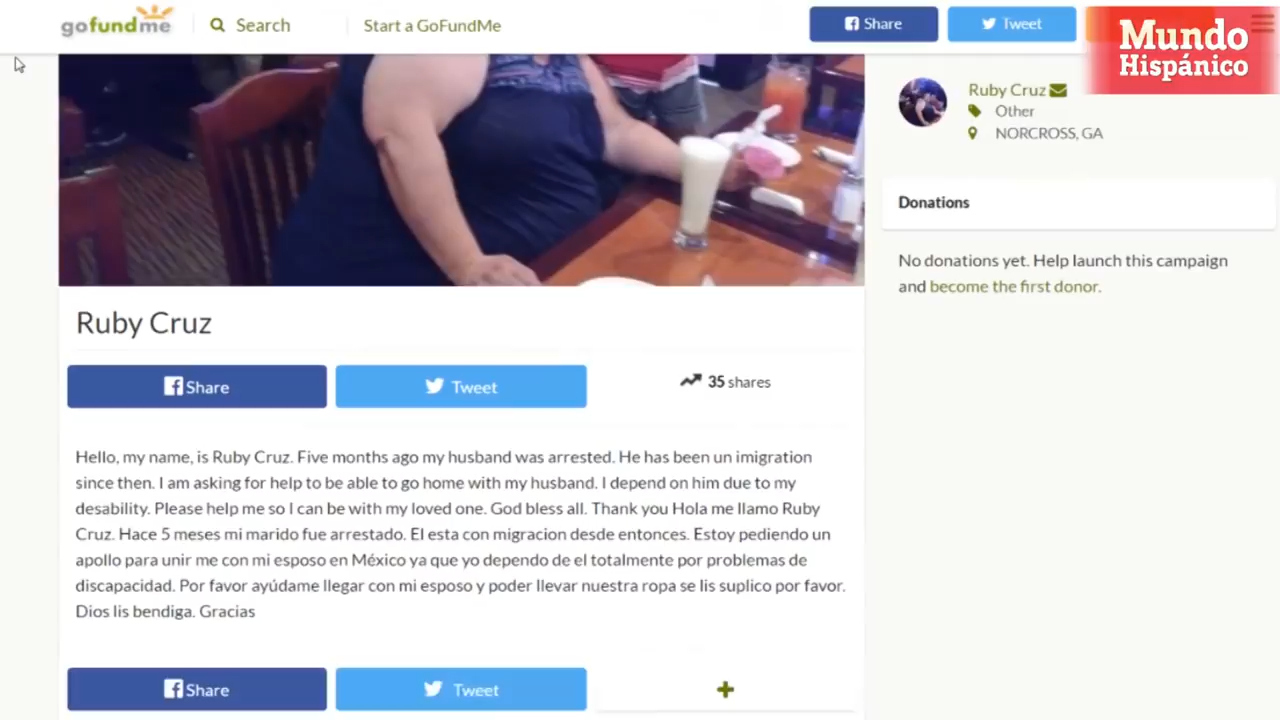 gofundme
Search
Start a GoFundMe
Share
Tweet
Mundo
Hispánico
Ruby Cruz
Other
NORCROSS, GA
Donations
No donations yet. Help launch this campaign
and become the first donor.
Ruby Cruz
Share
Tweet
35 shares
Hello, my name, is Ruby Cruz. Five months ago my husband was arrested. He has been un imigration
since then. I am asking for help to be able to go home with my husband. I depend on him due to my
desability. Please help me so I can be with my loved one. God bless all. Thank you Hola me llamo Ruby
Cruz. Hace 5 meses mi marido fue arrestado. El esta con migracion desde entonces. Estoy pediendo un
apollo para unir me con mi esposo en México ya que yo dependo de el totalmente por problemas de
discapacidad. Por favor ayúdame llegar con mi esposo y poder llevar nuestra ropa se lis suplico por favor.
Dios lis bendiga. Gracias
Share
Tweet